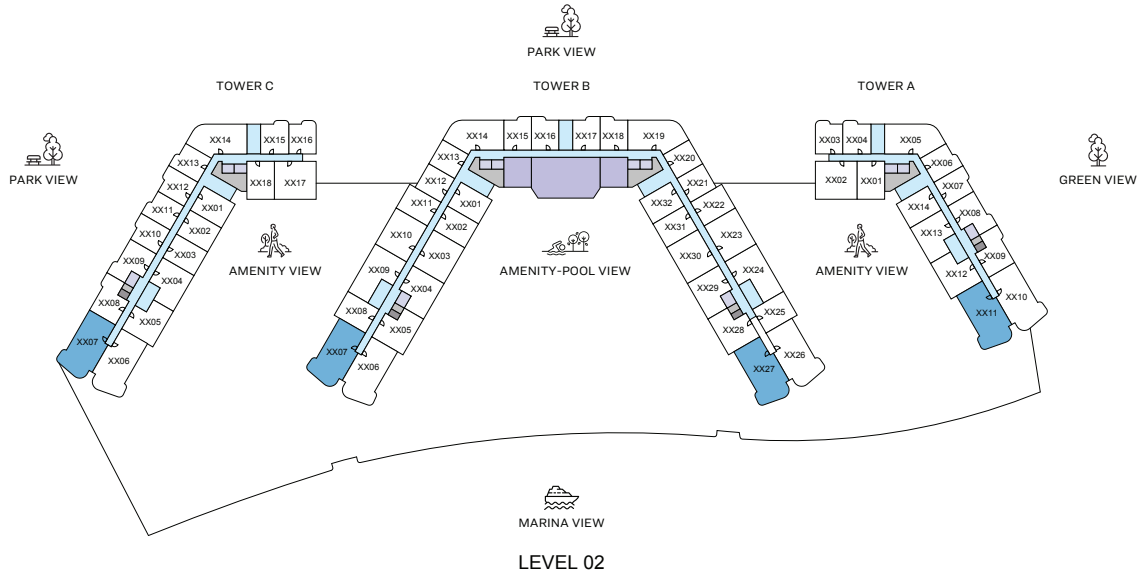 PARK VIEW
TOWER C
TOWER B
TOWER A
PARK VIEW
GREEN VIEW
XX14
XX15
XX16
XX13
XX18
XX17
XX12
XX01
XX11
XX02
XX10
XX03
XX09
XX04
XX08
XX05
XX07
XX06
AMENITY VIEW
XX14
XX15
XX16
XX17
XX18
XX19
XX13
XX20
XX12
XX01
XX32
XX21
XX11
XX02
XX31
XX22
XX10
XX03
XX30
XX23
XX09
XX04
XX29
XX24
XX08
XX05
XX28
XX25
XX07
XX06
XX27
XX26
AMENITY-POOL VIEW
XX03
XX04
XX05
XX02
XX01
XX06
XX07
XX14
XX08
XX13
XX09
XX12
XX10
XX11
AMENITY VIEW
MARINA VIEW
LEVEL 02